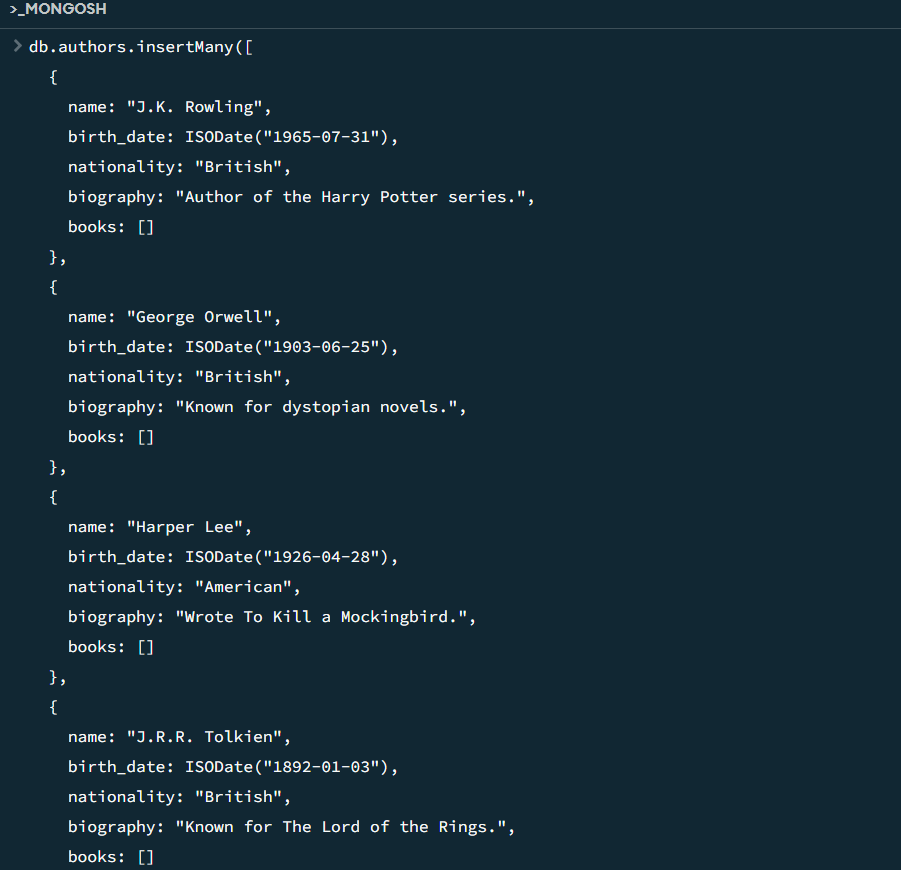 >_MONGOSH
> db.authors.insertMany([
{
name: "J.K. Rowling",
birth_date: ISODate("1965-07-31"),
nationality: "British",
biography: "Author of the Harry Potter series.",
books: []
},
{
name: "George Orwell",
birth_date: ISODate("1903-06-25"),
nationality: "British",
biography: "Known for dystopian novels.",
books: []
},
{
name: "Harper Lee",
birth_date: ISODate("1926-04-28"),
nationality: "American",
biography: "Wrote To Kill a Mockingbird.",
books: []
},
{
name: "J.R.R. Tolkien",
birth_date: ISODate("1892-01-03"),
nationality: "British",
biography: "Known for The Lord of the Rings.",
books: []